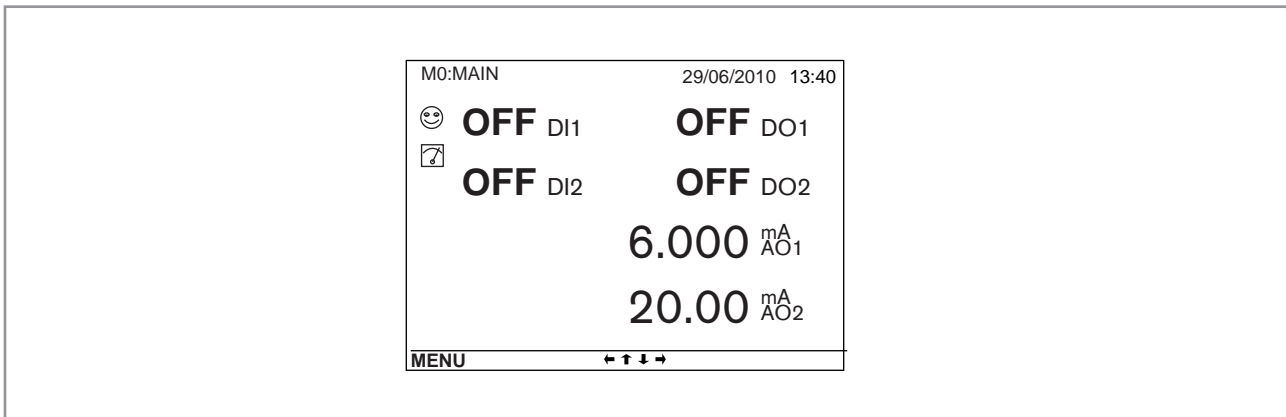 M0:MAIN 29/06/2010 13:40
OFF DI1 OFF DO1
OFF DI2 OFF DO2
6.000 mA AO1
20.00 mA AO2
MENU ←↑↓→